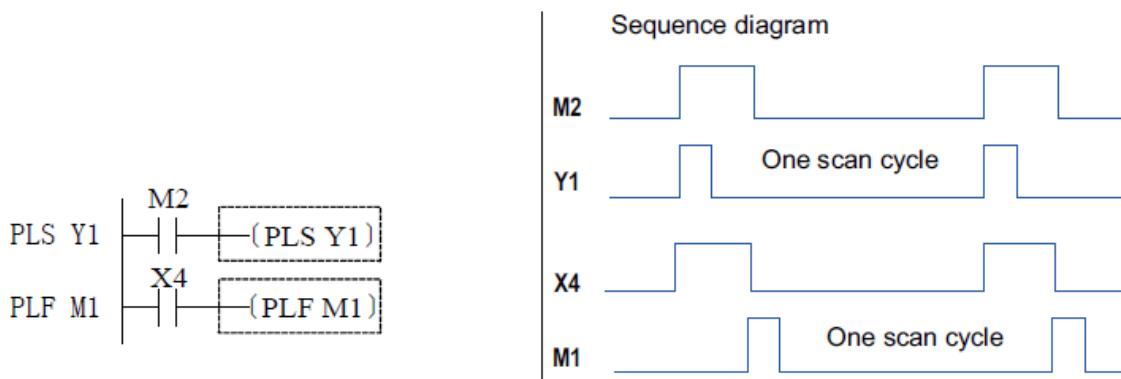 M2
PLS Y1
(PLS Y1)
X4
PLF M1
(PLF M1)
Sequence diagram
M2
Y1
One scan cycle
X4
M1
One scan cycle